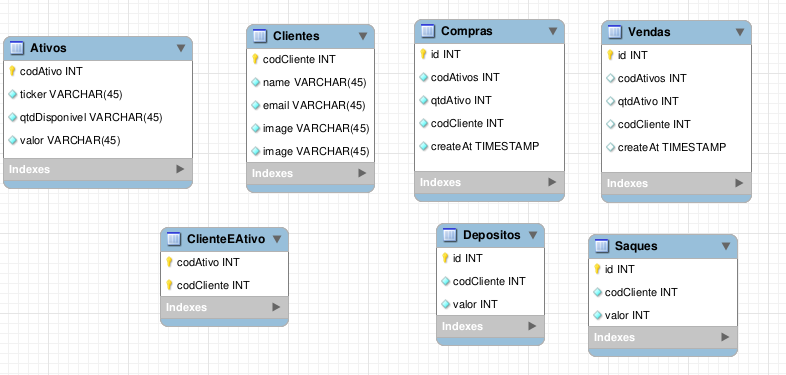 Ativos
codAtivo INT
ticker VARCHAR(45)
qtdDisponivel VARCHAR(45)
valor VARCHAR(45)
Indexes
Clientes
codCliente INT
name VARCHAR(45)
email VARCHAR(45)
image VARCHAR(45)
image VARCHAR(45)
Indexes
Compras
id INT
codAtivos INT
qtdAtivo INT
codCliente INT
createAt TIMESTAMP
Indexes
Vendas
id INT
codAtivos INT
qtdAtivo INT
codCliente INT
createAt TIMESTAMP
Indexes
ClienteEAtivo
codAtivo INT
codCliente INT
Indexes
Depositos
id INT
codCliente INT
valor INT
Indexes
Saques
id INT
codCliente INT
valor INT
Indexes